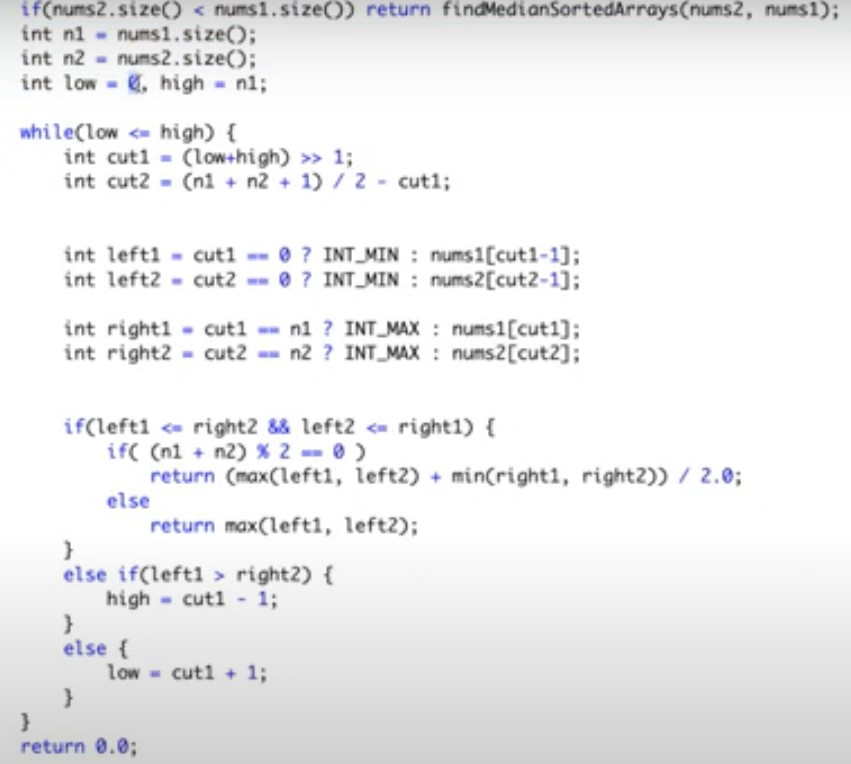 if(nums2.size() < nums1.size()) return findMedianSortedArrays(nums2, nums1);
int n1 = nums1.size();
int n2 = nums2.size();
int low = 0, high = n1;
while(low <= high) {
int cut1 = (low+high) >> 1;
int cut2 = (n1 + n2 + 1) / 2 - cut1;
int left1 = cut1 == 0 ? INT_MIN : nums1[cut1-1];
int left2 = cut2 == 0 ? INT_MIN : nums2[cut2-1];
int right1 = cut1 == n1 ? INT_MAX : nums1[cut1];
int right2 = cut2 == n2 ? INT_MAX : nums2[cut2];
if(left1 <= right2 && left2 <= right1) {
if( (n1 + n2) % 2 == 0 )
return (max(left1, left2) + min(right1, right2)) / 2.0;
else
return max(left1, left2);
}
else if(left1 > right2) {
high = cut1 - 1;
}
else {
low = cut1 + 1;
}
}
return 0.0;